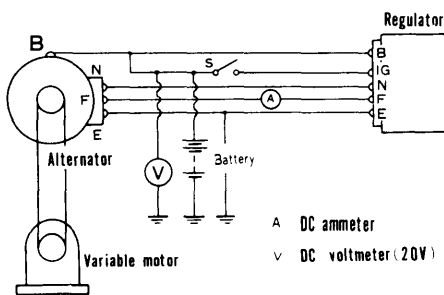 Regulator
B
S
B
IG
N
N
F
A
F
E
E
Alternator
V
Battery
A DC ammeter
V DC voltmeter (20V)
Variable motor